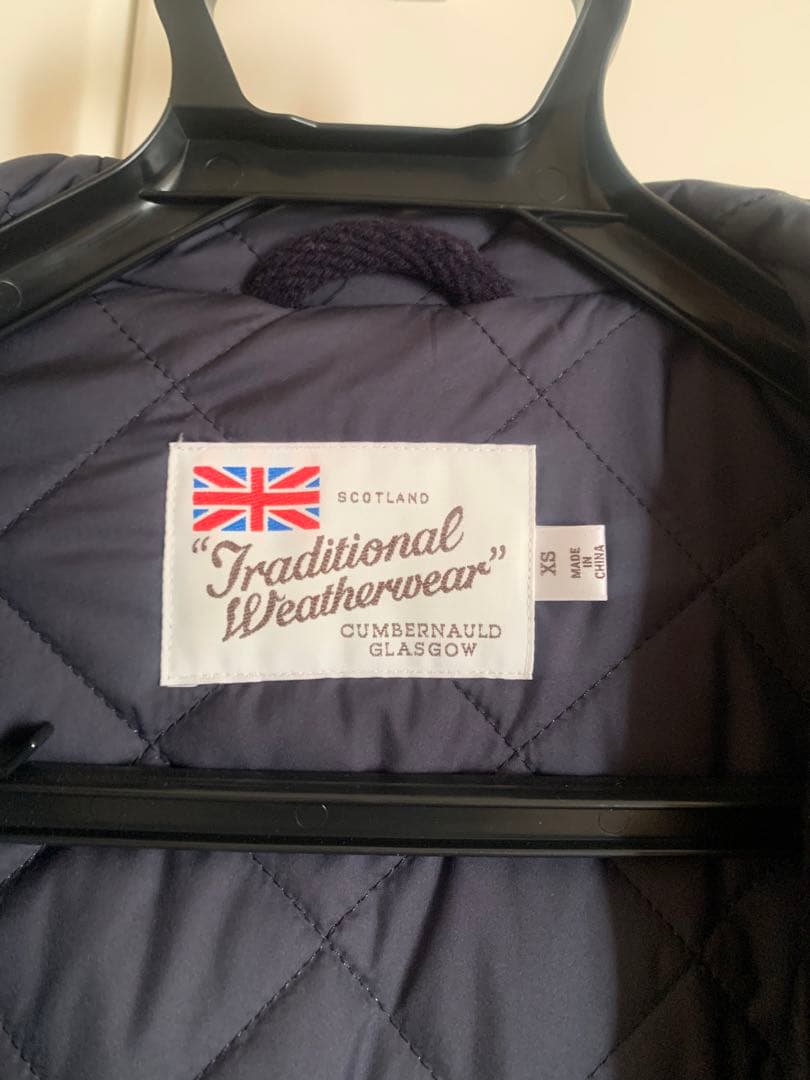 SCOTLAND
"Traditional
Weatherwear"
CUMBERNAULD
GLASGOW
XS
MADE
IN
CHINA